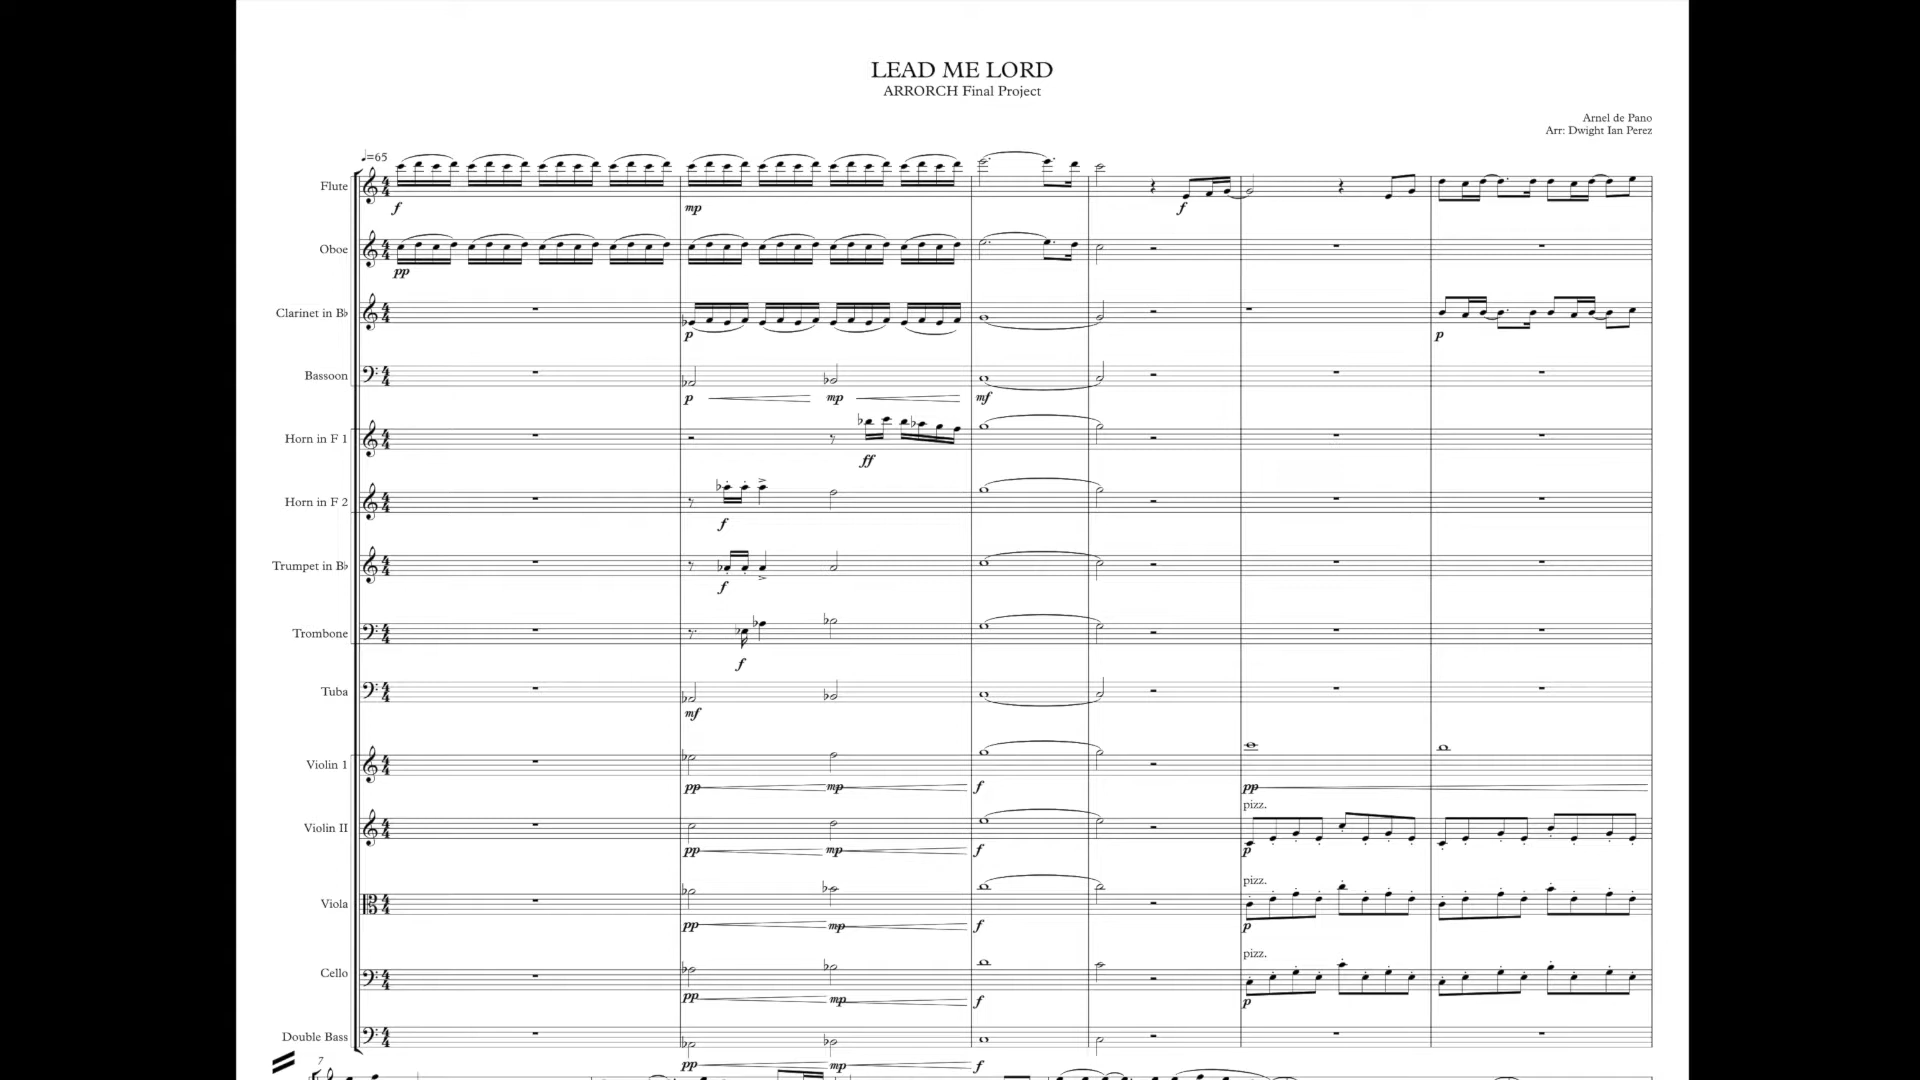 LEAD ME LORD
ARRORCH Final Project
Arnel de Pano
Arr: Dwight Ian Perez
♩=65
Flute
f mp f
Oboe
pp
Clarinet in B♭
p p
Bassoon
p mp mf
Horn in F 1
ff
Horn in F 2
f
Trumpet in B♭
f
Trombone
f
Tuba
mf
Violin 1
pp mp f pp
pizz.
Violin II
pp mp f p
pizz.
Viola
pp mp f p
pizz.
Cello
pp mp f p
Double Bass
pp mp f
7